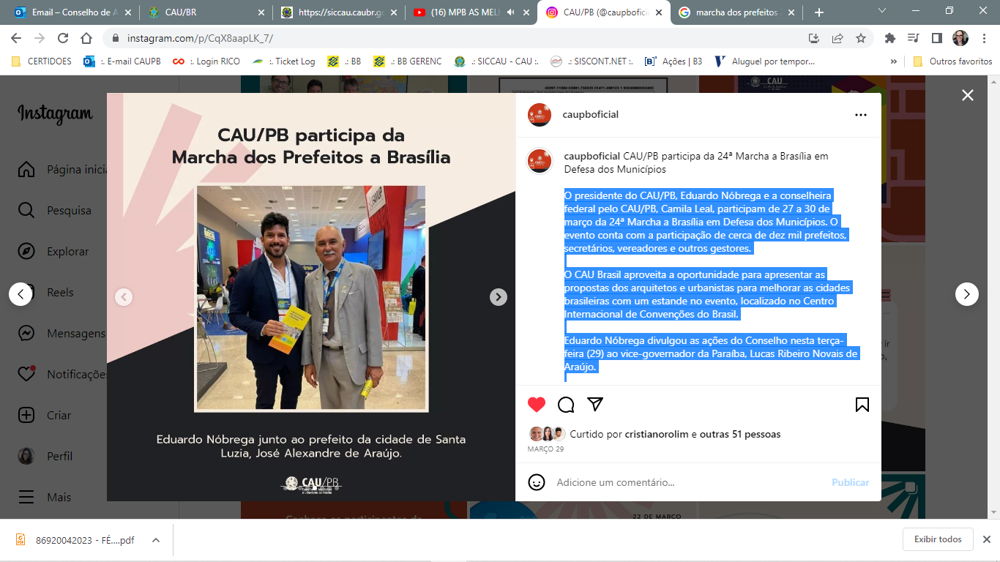 Email – Conselho de A
CAU/BR
https://siccau.caubr.go
(16) MPB AS MEL
CAU/PB (@caupboficia
marcha dos prefeitos
instagram.com/p/CqX8aapLK_7/
CERTIDOES
:. E-mail CAUPB
:. Login RICO
:. Ticket Log
.: BB
.: BB GERENC
.: SICCAU - CAU :.
.: SISCONT.NET :.
Ações | B3
Aluguel por tempor...
»
Outros favoritos
Instagram
Página inicia
Pesquisa
Explorar
Reels
Mensagens
Notificações
Criar
Perfil
Mais
CAU/PB participa da
Marcha dos Prefeitos a Brasília
Eduardo Nóbrega junto ao prefeito da cidade de Santa
Luzia, José Alexandre de Araújo.
CAU/PB
caupboficial
caupboficial CAU/PB participa da 24ª Marcha a Brasília em
Defesa dos Municípios
O presidente do CAU/PB, Eduardo Nóbrega e a conselheira
federal pelo CAU/PB, Camila Leal, participam de 27 a 30 de
março da 24ª Marcha a Brasília em Defesa dos Municípios. O
evento conta com a participação de cerca de dez mil prefeitos,
secretários, vereadores e outros gestores.
O CAU Brasil aproveita a oportunidade para apresentar as
propostas dos arquitetos e urbanistas para melhorar as cidades
brasileiras com um estande no evento, localizado no Centro
Internacional de Convenções do Brasil.
Eduardo Nóbrega divulgou as ações do Conselho nesta terça-
feira (29) ao vice-governador da Paraíba, Lucas Ribeiro Novais de
Araújo.
Curtido por cristianorolim e outras 51 pessoas
MARÇO 29
Adicione um comentário...
Publicar
22 DE MARÇO
86920042023 - FÉ....pdf
Exibir todos